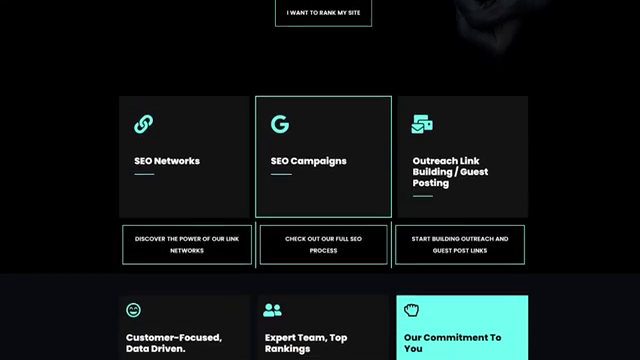 I WANT TO RANK MY SITE
SEO Networks
SEO Campaigns
Outreach Link
Building / Guest
Posting
DISCOVER THE POWER OF OUR LINK
NETWORKS
CHECK OUT OUR FULL SEO
PROCESS
START BUILDING OUTREACH AND
GUEST POST LINKS
Customer-Focused,
Data Driven.
Expert Team, Top
Rankings
Our Commitment To
You